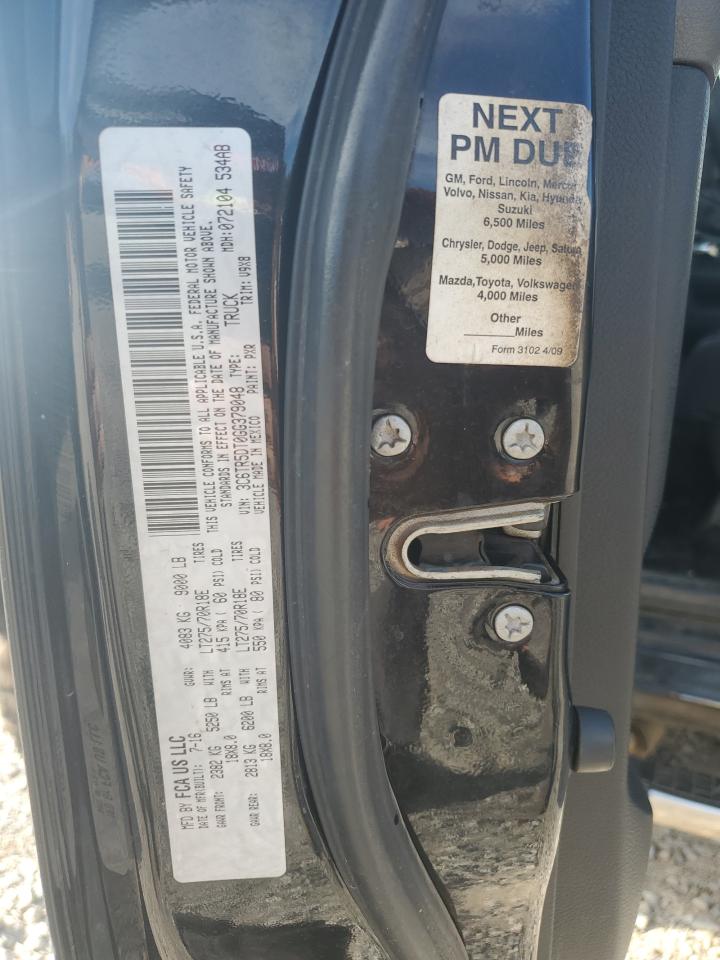 MFD BY FCA US LLC
DATE OF MFR(BUILT): 7-16 GVWR: 4083 KG 9000 LB
GAWR FRONT: 2382 KG 5250 LB WITH LT275/70R18E TIRES
18X8.0 RIMS AT 415 KPA ( 60 PSI) COLD
GAWR REAR: 2813 KG 6200 LB WITH LT275/70R18E TIRES
18X8.0 RIMS AT 550 KPA ( 80 PSI) COLD
THIS VEHICLE CONFORMS TO ALL APPLICABLE U.S.A. FEDERAL MOTOR VEHICLE SAFETY
STANDARDS IN EFFECT ON THE DATE OF MANUFACTURE SHOWN ABOVE.
VIN: 3C6TR5DT0GG379048 TYPE: TRUCK MDH:072104 534AB
VEHICLE MADE IN MEXICO PAINT: PXR TRIM: V9X8
NEXT
PM DUE
GM, Ford, Lincoln, Mercury
Volvo, Nissan, Kia, Hyundai
Suzuki
6,500 Miles
Chrysler, Dodge, Jeep, Saturn
5,000 Miles
Mazda,Toyota, Volkswagen
4,000 Miles
Other
______Miles
Form 3102 4/09